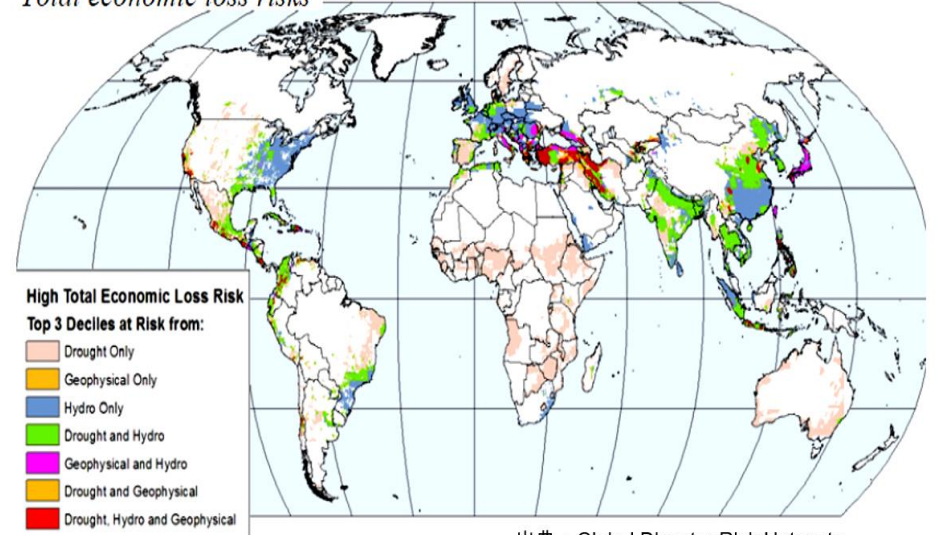 Total economic loss risks
High Total Economic Loss Risk
Top 3 Deciles at Risk from:
Drought Only
Geophysical Only
Hydro Only
Drought and Hydro
Geophysical and Hydro
Drought and Geophysical
Drought, Hydro and Geophysical